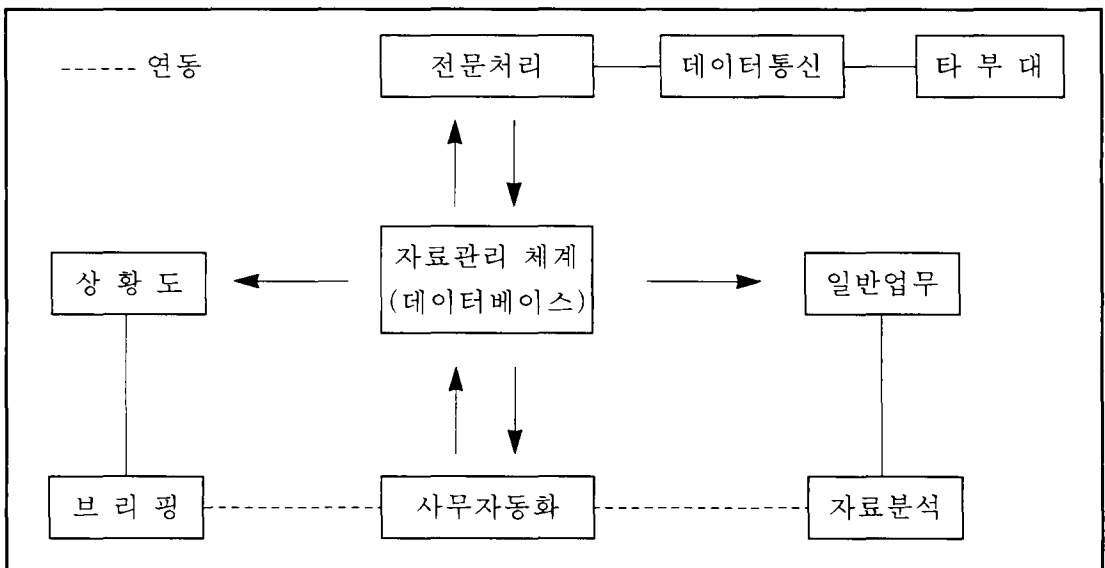 ------ 연동
전문처리
데이터통신
타 부 대
자료관리 체계
(데이터베이스)
상 황 도
일반업무
브 리 핑
사무자동화
자료분석